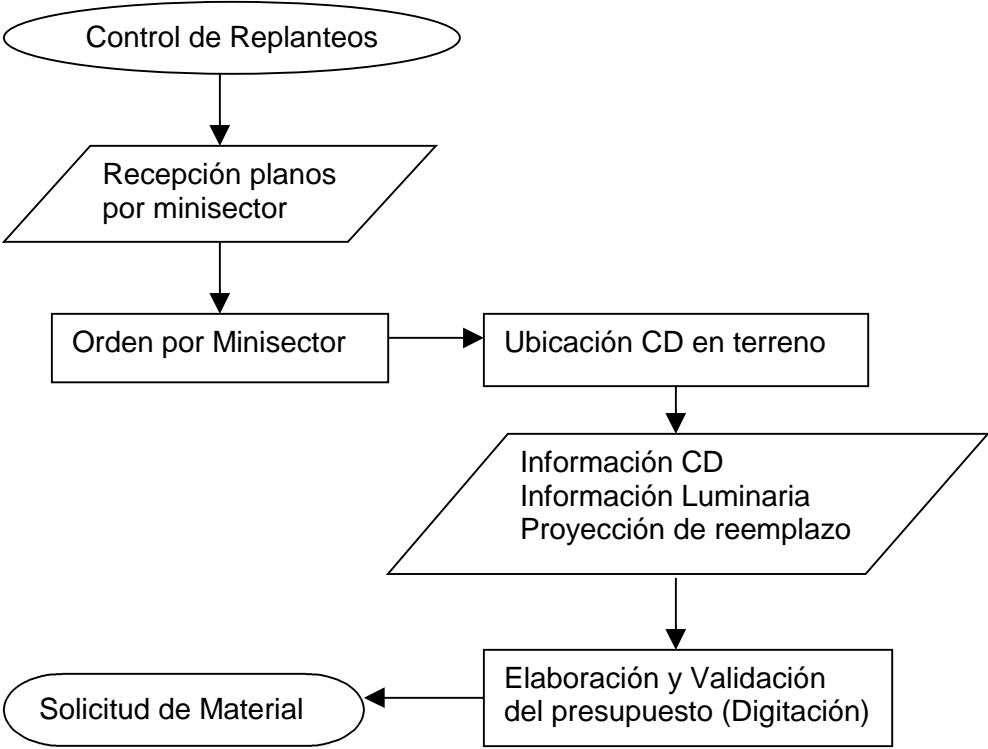 Control de Replanteos
Recepción planos
por minisector
Orden por Minisector
Ubicación CD en terreno
Información CD
Información Luminaria
Proyección de reemplazo
Elaboración y Validación
del presupuesto (Digitación)
Solicitud de Material